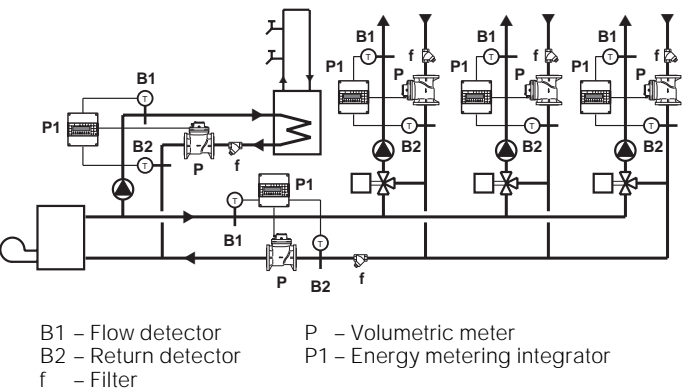 B1 B1 B1
f f f
P1 P P1 P P1 P
B1
P1
B2 B2 B2 B2
P f
P1
B1
P B2 f
B1 – Flow detector P – Volumetric meter
B2 – Return detector P1 – Energy metering integrator
f – Filter